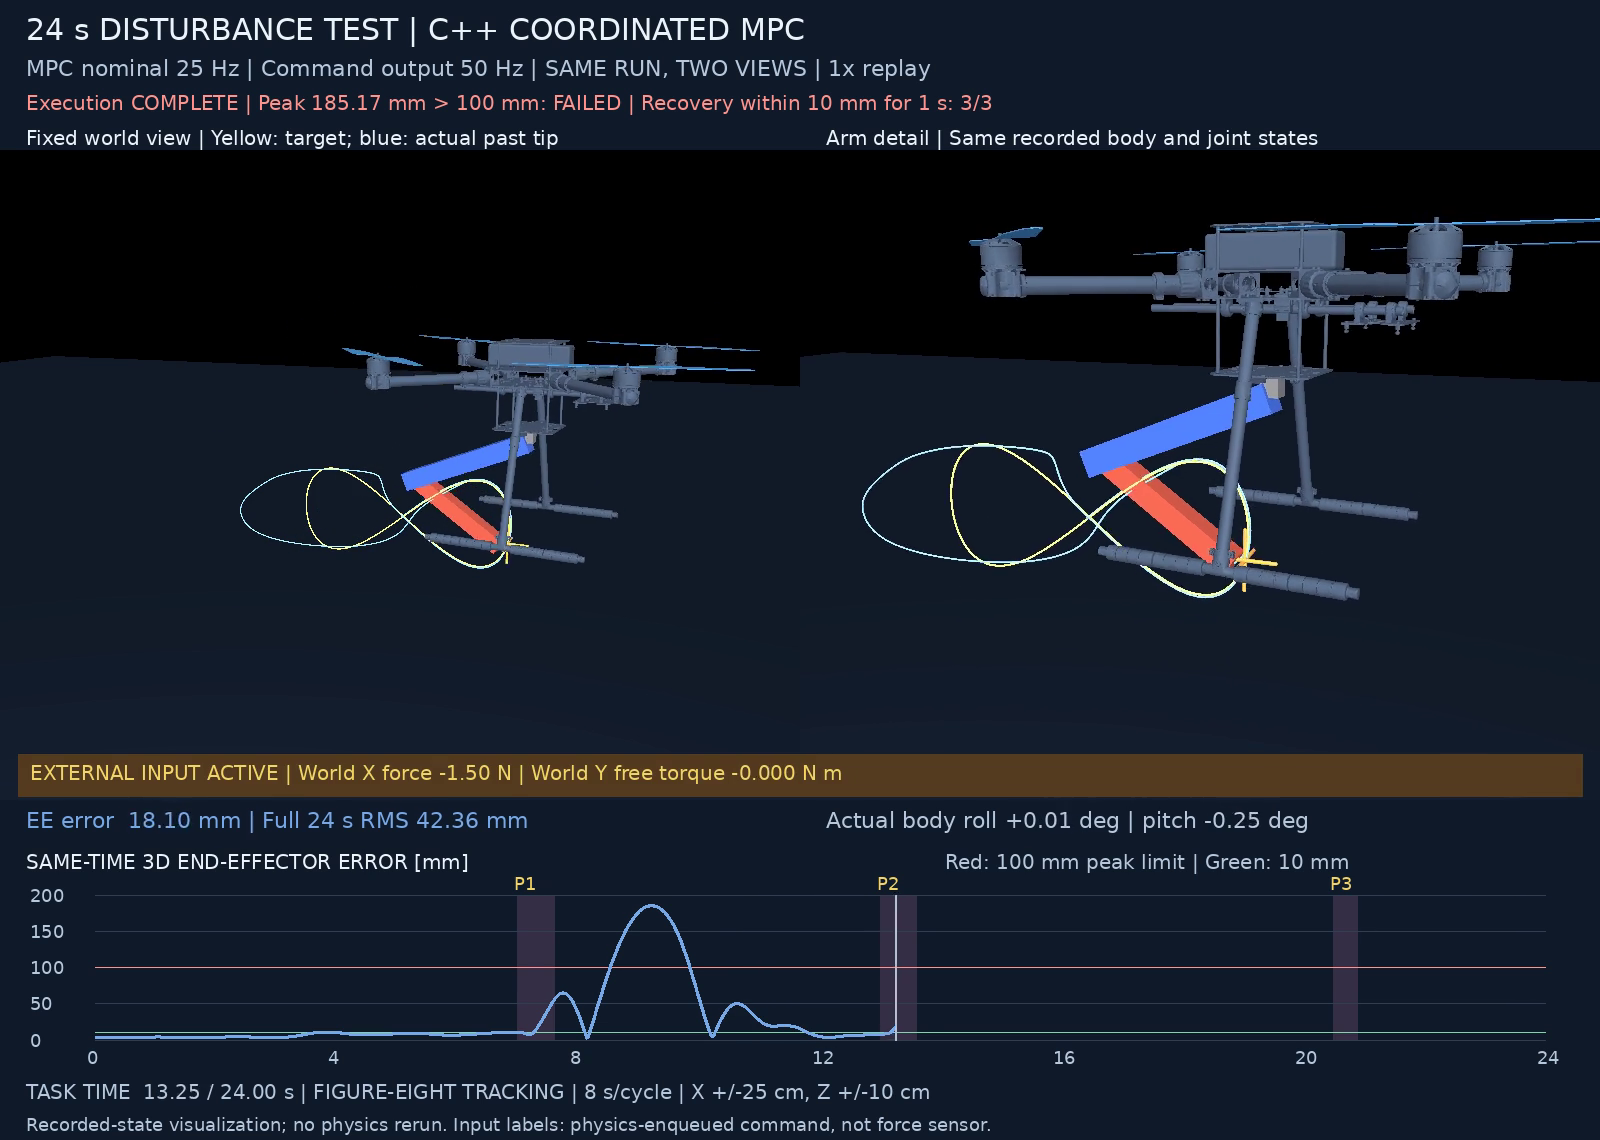 24 s DISTURBANCE TEST | C++ COORDINATED MPC
MPC nominal 25 Hz | Command output 50 Hz | SAME RUN, TWO VIEWS | 1x replay
Execution COMPLETE | Peak 185.17 mm > 100 mm: FAILED | Recovery within 10 mm for 1 s: 3/3
Fixed world view | Yellow: target; blue: actual past tip
Arm detail | Same recorded body and joint states
EXTERNAL INPUT ACTIVE | World X force -1.50 N | World Y free torque -0.000 N m
EE error  18.10 mm | Full 24 s RMS 42.36 mm
Actual body roll +0.01 deg | pitch -0.25 deg
SAME-TIME 3D END-EFFECTOR ERROR [mm]
Red: 100 mm peak limit | Green: 10 mm
P1 P2 P3
200
150
100
50
0
0 4 8 12 16 20 24
TASK TIME  13.25 / 24.00 s | FIGURE-EIGHT TRACKING | 8 s/cycle | X +/-25 cm, Z +/-10 cm
Recorded-state visualization; no physics rerun. Input labels: physics-enqueued command, not force sensor.